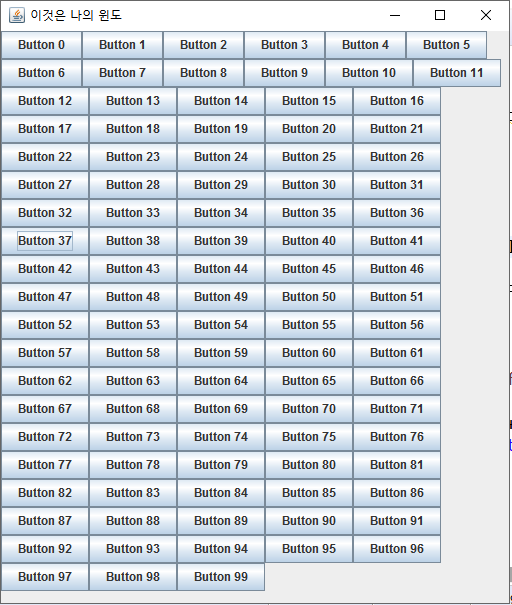 이것은 나의 윈도
Button 0 Button 1 Button 2 Button 3 Button 4 Button 5
Button 6 Button 7 Button 8 Button 9 Button 10 Button 11
Button 12 Button 13 Button 14 Button 15 Button 16
Button 17 Button 18 Button 19 Button 20 Button 21
Button 22 Button 23 Button 24 Button 25 Button 26
Button 27 Button 28 Button 29 Button 30 Button 31
Button 32 Button 33 Button 34 Button 35 Button 36
Button 37 Button 38 Button 39 Button 40 Button 41
Button 42 Button 43 Button 44 Button 45 Button 46
Button 47 Button 48 Button 49 Button 50 Button 51
Button 52 Button 53 Button 54 Button 55 Button 56
Button 57 Button 58 Button 59 Button 60 Button 61
Button 62 Button 63 Button 64 Button 65 Button 66
Button 67 Button 68 Button 69 Button 70 Button 71
Button 72 Button 73 Button 74 Button 75 Button 76
Button 77 Button 78 Button 79 Button 80 Button 81
Button 82 Button 83 Button 84 Button 85 Button 86
Button 87 Button 88 Button 89 Button 90 Button 91
Button 92 Button 93 Button 94 Button 95 Button 96
Button 97 Button 98 Button 99